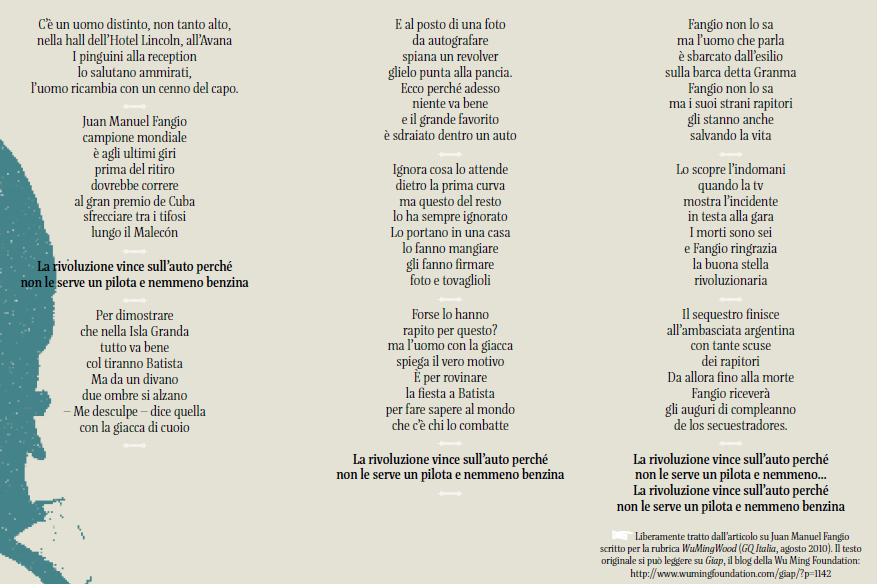 C'è un uomo distinto, non tanto alto,
nella hall dell'Hotel Lincoln, all'Avana
I pinguini alla reception
lo salutano ammirati,
l'uomo ricambia con un cenno del capo.
Juan Manuel Fangio
campione mondiale
è agli ultimi giri
prima del ritiro
dovrebbe correre
al gran premio de Cuba
sfrecciare tra i tifosi
lungo il Malecón
La rivoluzione vince sull'auto perché
non le serve un pilota e nemmeno benzina
Per dimostrare
che nella Isla Granda
tutto va bene
col tiranno Batista
Ma da un divano
due ombre si alzano
– Me desculpe – dice quella
con la giacca di cuoio
E al posto di una foto
da autografare
spiana un revolver
glielo punta alla pancia.
Ecco perché adesso
niente va bene
e il grande favorito
è sdraiato dentro un auto
Ignora cosa lo attende
dietro la prima curva
ma questo del resto
lo ha sempre ignorato
Lo portano in una casa
lo fanno mangiare
gli fanno firmare
foto e tovaglioli
Forse lo hanno
rapito per questo?
ma l'uomo con la giacca
spiega il vero motivo
È per rovinare
la fiesta a Batista
per fare sapere al mondo
che c'è chi lo combatte
La rivoluzione vince sull'auto perché
non le serve un pilota e nemmeno benzina
Fangio non lo sa
ma l'uomo che parla
è sbarcato dall'esilio
sulla barca detta Granma
Fangio non lo sa
ma i suoi strani rapitori
gli stanno anche
salvando la vita
Lo scopre l'indomani
quando la tv
mostra l'incidente
in testa alla gara
I morti sono sei
e Fangio ringrazia
la buona stella
rivoluzionaria
Il sequestro finisce
all'ambasciata argentina
con tante scuse
dei rapitori
Da allora fino alla morte
Fangio riceverà
gli auguri di compleanno
de los secuestradores.
La rivoluzione vince sull'auto perché
non le serve un pilota e nemmeno...
La rivoluzione vince sull'auto perché
non le serve un pilota e nemmeno benzina
Liberamente tratto dall'articolo su Juan Manuel Fangio
scritto per la rubrica WuMingWood (GQ Italia, agosto 2010). Il testo
originale si può leggere su Giap, il blog della Wu Ming Foundation:
http://www.wumingfoundation.com/giap/?p=1142